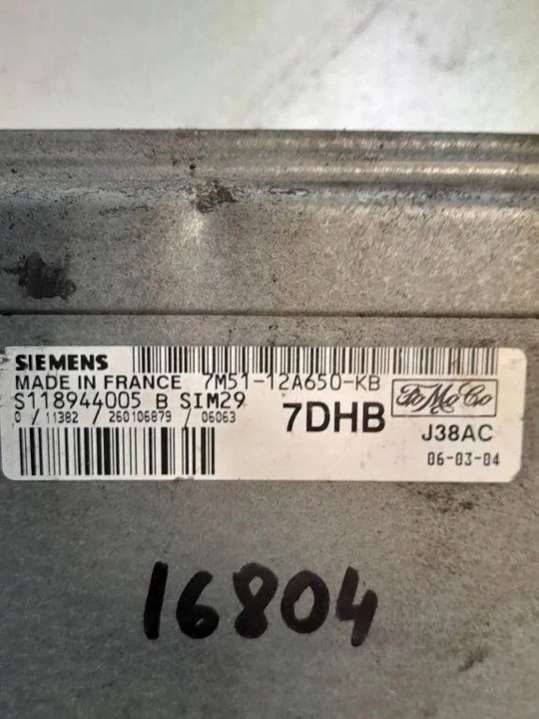 SIEMENS
MADE IN FRANCE 7M51-12A650-KB
S118944005 B SIM29
0 / 11382 / 260106879 / 06063
7DHB
FoMoCo
J38AC
06-03-04
16804